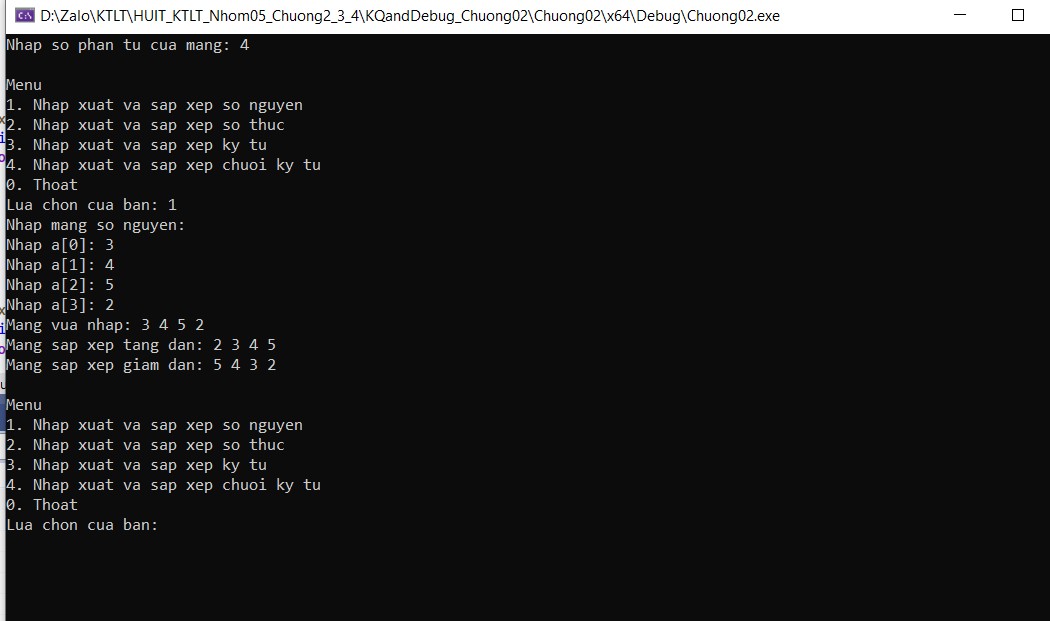 D:\Zalo\KTLT\HUIT_KTLT_Nhom05_Chuong2_3_4\KQandDebug_Chuong02\Chuong02\x64\Debug\Chuong02.exe
Nhap so phan tu cua mang: 4
Menu
1. Nhap xuat va sap xep so nguyen
2. Nhap xuat va sap xep so thuc
3. Nhap xuat va sap xep ky tu
4. Nhap xuat va sap xep chuoi ky tu
0. Thoat
Lua chon cua ban: 1
Nhap mang so nguyen:
Nhap a[0]: 3
Nhap a[1]: 4
Nhap a[2]: 5
Nhap a[3]: 2
Mang vua nhap: 3 4 5 2
Mang sap xep tang dan: 2 3 4 5
Mang sap xep giam dan: 5 4 3 2
Menu
1. Nhap xuat va sap xep so nguyen
2. Nhap xuat va sap xep so thuc
3. Nhap xuat va sap xep ky tu
4. Nhap xuat va sap xep chuoi ky tu
0. Thoat
Lua chon cua ban: